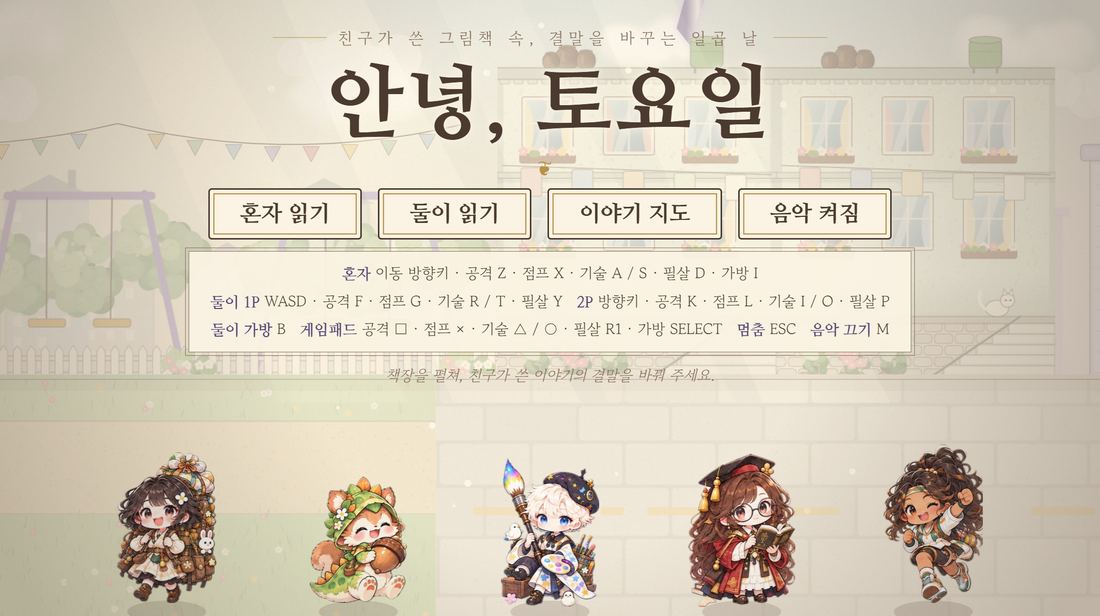 친구가 쓴 그림책 속, 결말을 바꾸는 일곱 날
안녕, 토요일
혼자 읽기
둘이 읽기
이야기 지도
음악 켜짐
혼자 이동 방향키 · 공격 Z · 점프 X · 기술 A / S · 필살 D · 가방 I
둘이 1P WASD · 공격 F · 점프 G · 기술 R / T · 필살 Y 2P 방향키 · 공격 K · 점프 L · 기술 I / O · 필살 P
둘이 가방 B 게임패드 공격 □ · 점프 × · 기술 △ / ○ · 필살 R1 · 가방 SELECT 멈춤 ESC 음악 끄기 M
책장을 펼쳐, 친구가 쓴 이야기의 결말을 바꿔 주세요.